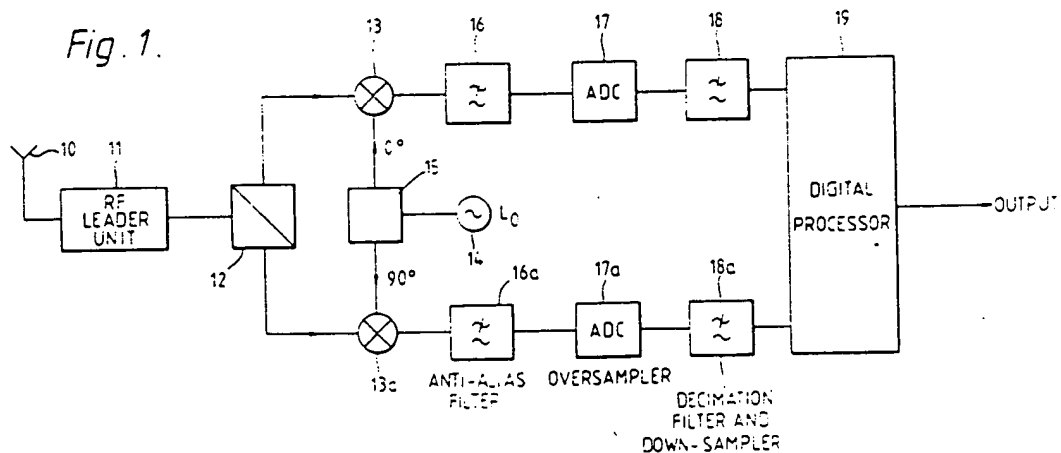 Fig. 1.
13
16
17
18
19
10
11
RF
LEADER
UNIT
12
0°
15
L0
14
90°
ADC
DIGITAL
PROCESSOR
OUTPUT
16a
17a
18a
ADC
13a
ANTI-ALIAS
FILTER
OVERSAMPLER
DECIMATION
FILTER AND
DOWN-SAMPLER